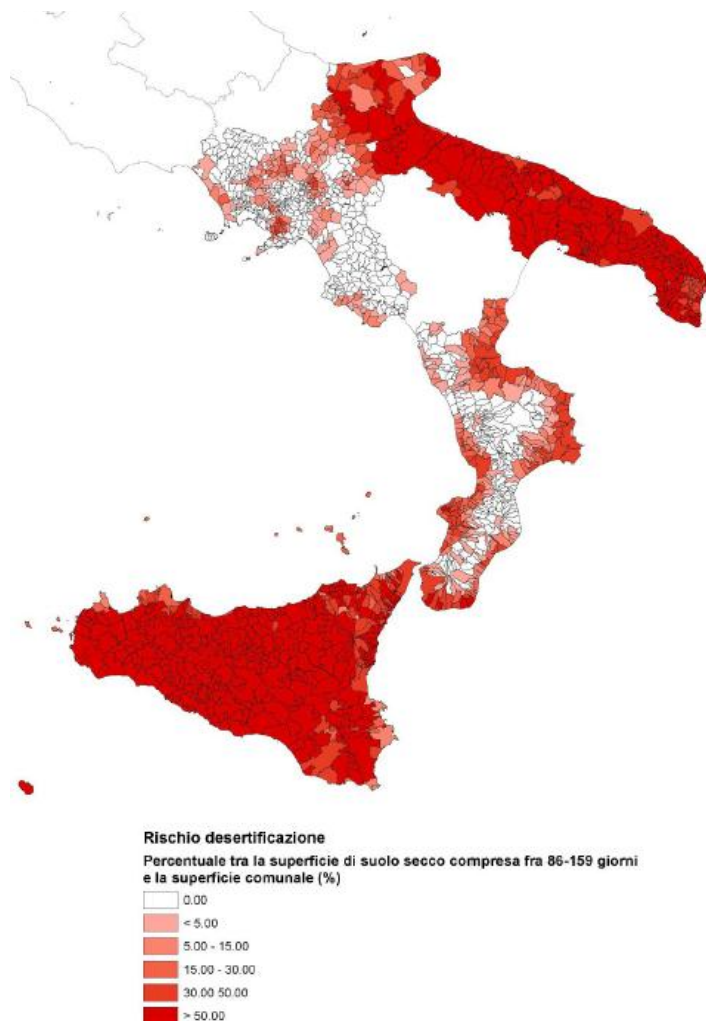 Rischio desertificazione
Percentuale tra la superficie di suolo secco compresa fra 86-159 giorni
e la superficie comunale (%)
0.00
< 5.00
5.00 - 15.00
15.00 - 30.00
30.00 50.00
> 50.00